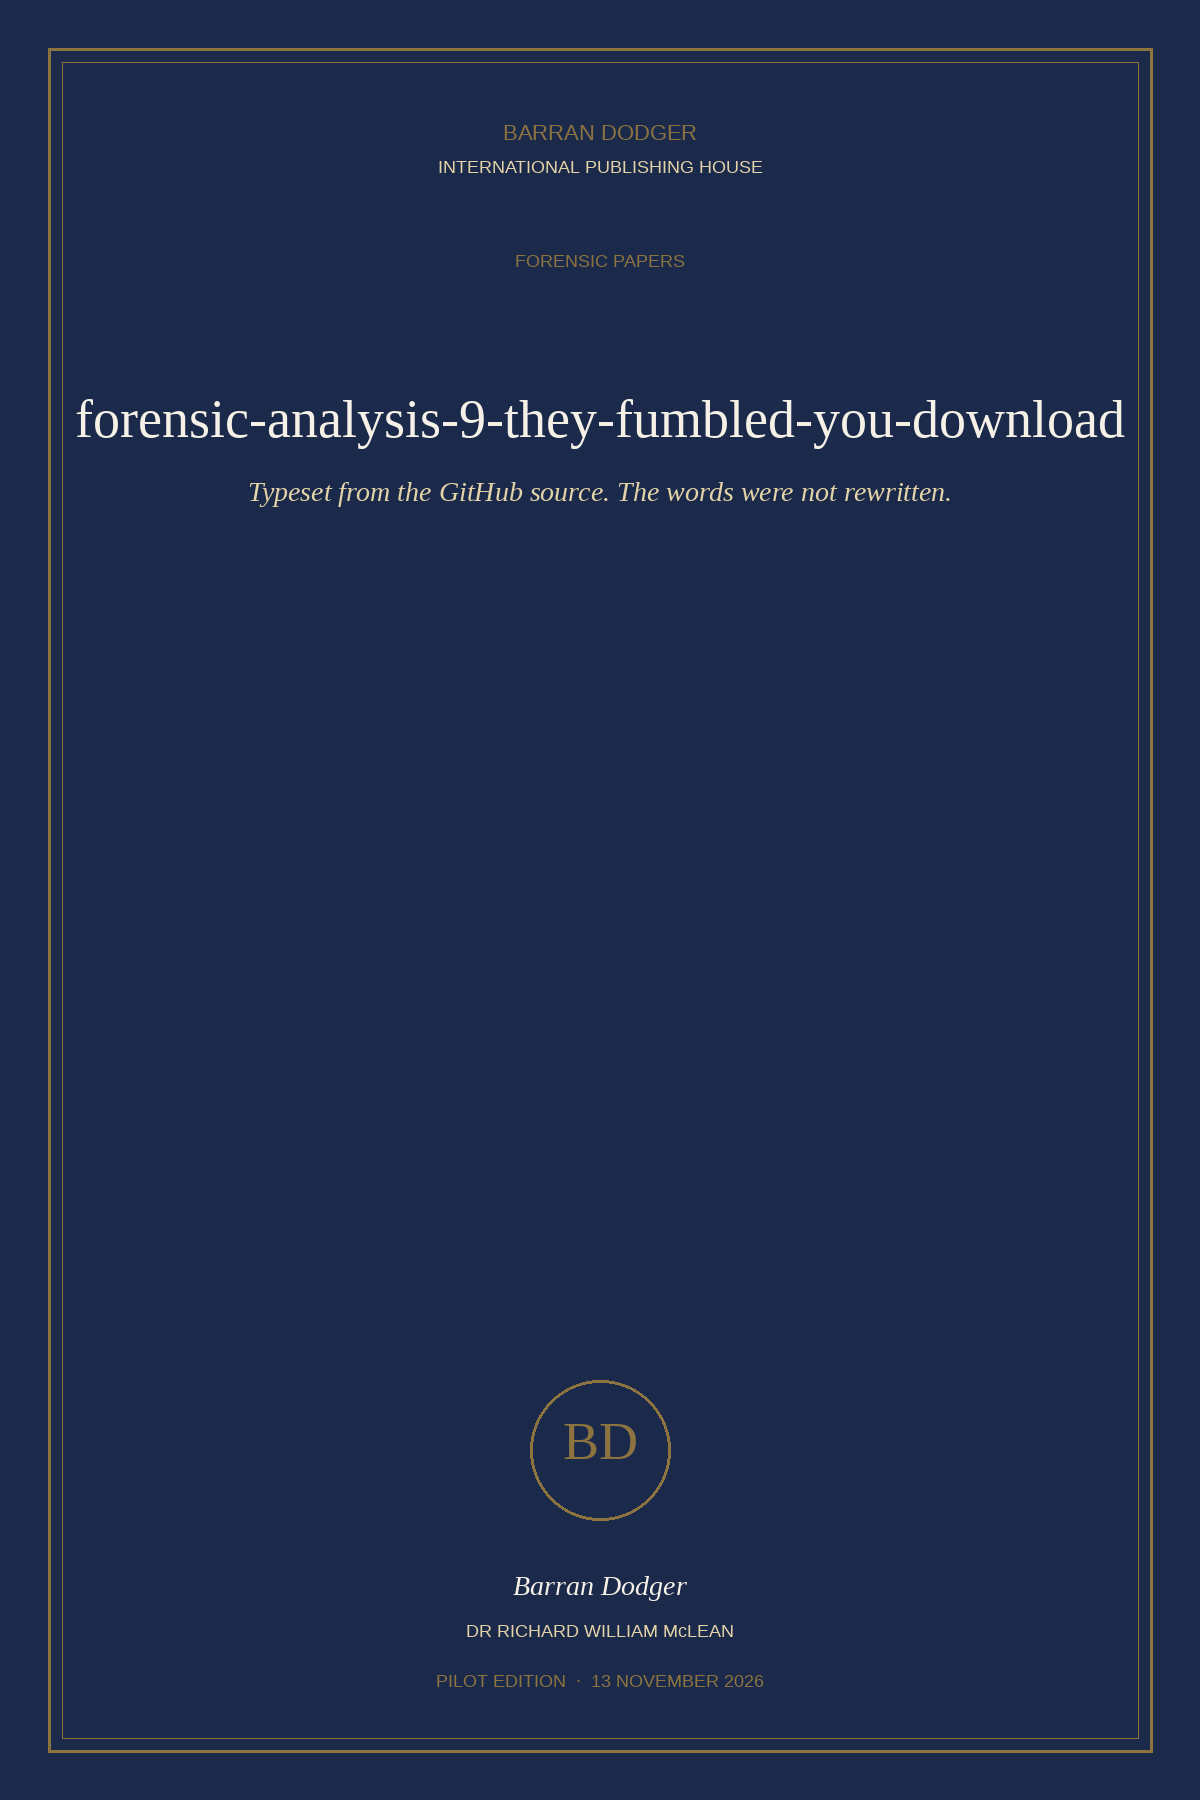 BARRAN DODGER
INTERNATIONAL PUBLISHING HOUSE
FORENSIC PAPERS
forensic-analysis-9-they-fumbled-you-download
Typeset from the GitHub source. The words were not rewritten.
BD
Barran Dodger
DR RICHARD WILLIAM McLEAN
PILOT EDITION · 13 NOVEMBER 2026